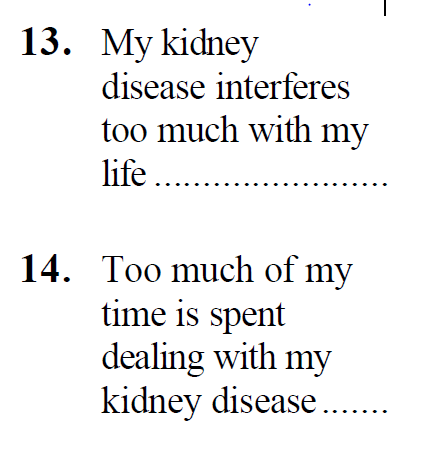 13. My kidney
disease interferes
too much with my
life ........................
14. Too much of my
time is spent
dealing with my
kidney disease .......